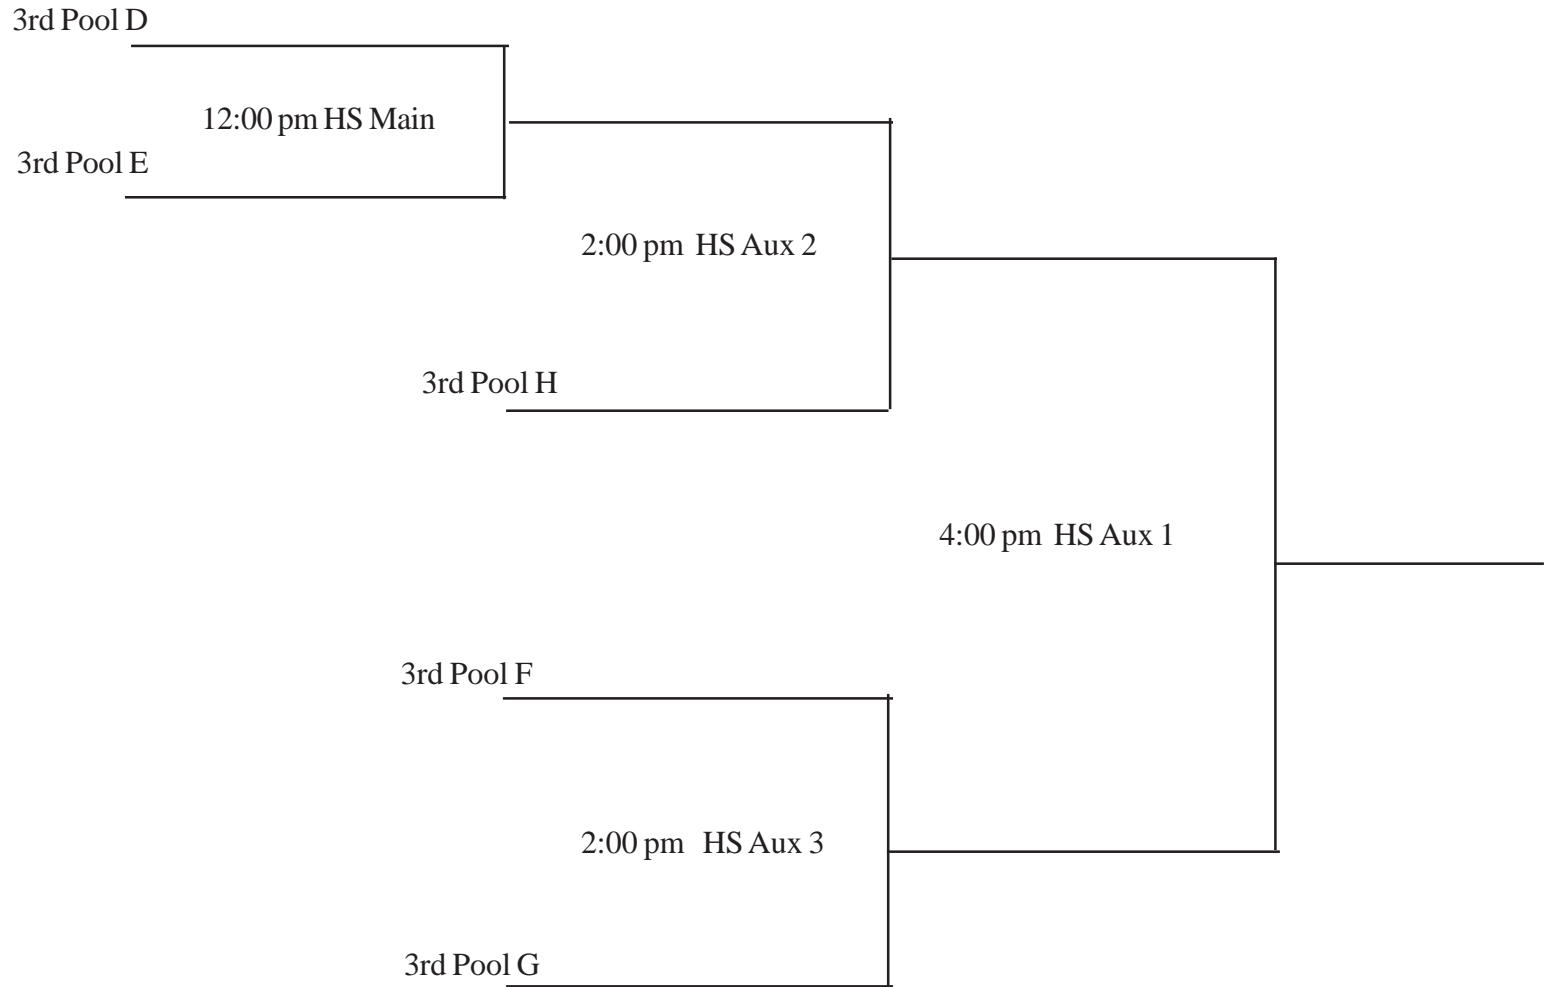 3rd Pool D
12:00 pm HS Main
3rd Pool E
2:00 pm HS Aux 2
3rd Pool H
4:00 pm HS Aux 1
3rd Pool F
2:00 pm HS Aux 3
3rd Pool G